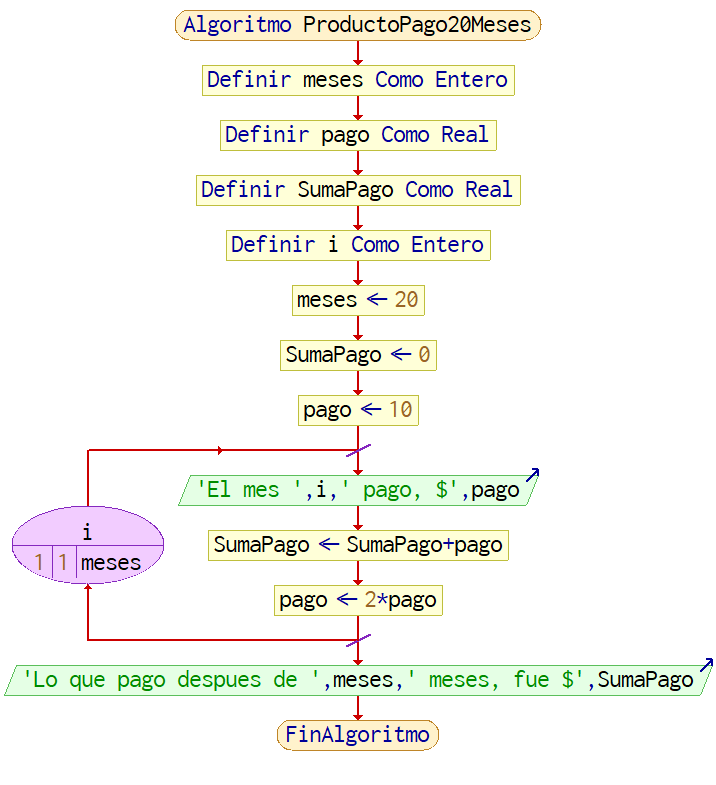 Algoritmo ProductoPago20Meses
Definir meses Como Entero
Definir pago Como Real
Definir SumaPago Como Real
Definir i Como Entero
meses ← 20
SumaPago ← 0
pago ← 10
'El mes ',i,' pago, $',pago
i
1 1 meses
SumaPago ← SumaPago+pago
pago ← 2*pago
'Lo que pago despues de ',meses,' meses, fue $',SumaPago
FinAlgoritmo